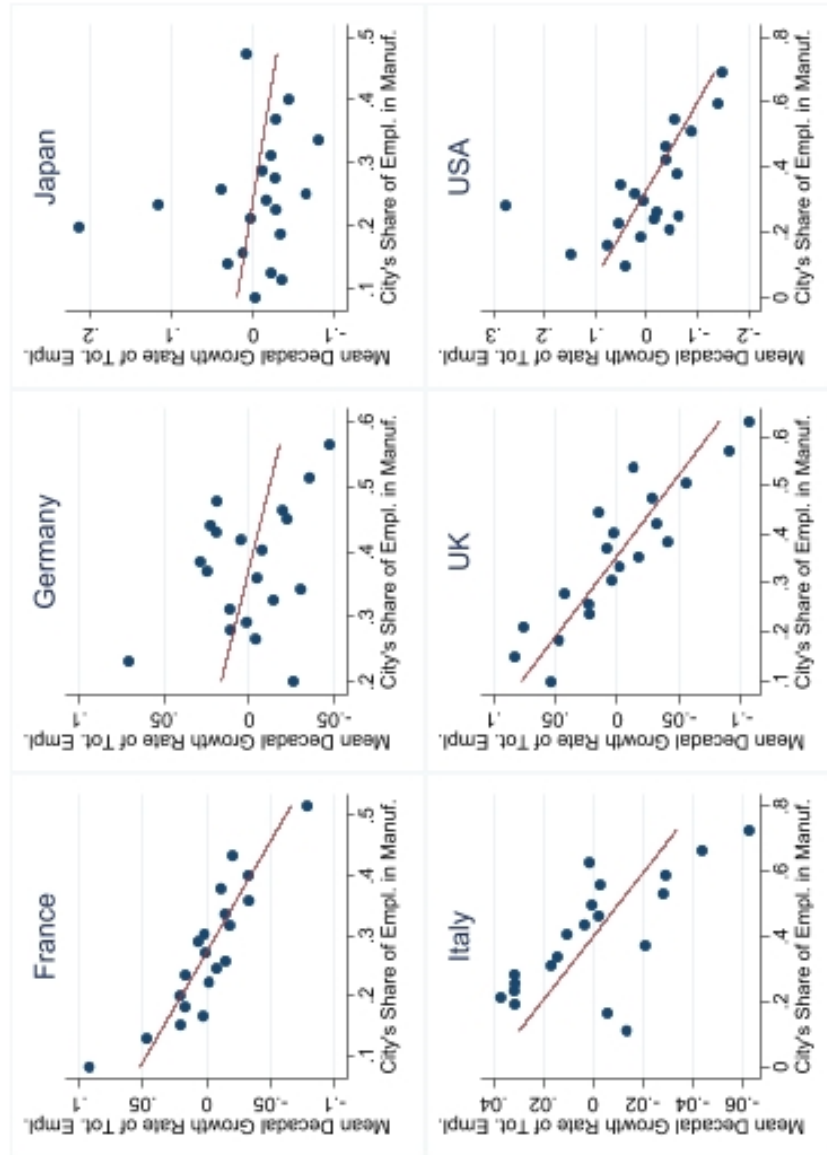 France
Mean Decadal Growth Rate of Tot. Empl.
.1
.05
0
-.05
-.1
.1 .2 .3 .4 .5
City's Share of Empl. in Manuf.
Germany
Mean Decadal Growth Rate of Tot. Empl.
.1
.05
0
-.05
.2 .3 .4 .5 .6
City's Share of Empl. in Manuf.
Japan
Mean Decadal Growth Rate of Tot. Empl.
.2
.1
0
-.1
.1 .2 .3 .4 .5
City's Share of Empl. in Manuf.
Italy
Mean Decadal Growth Rate of Tot. Empl.
.04
.02
0
-.02
-.04
-.06
0 .2 .4 .6 .8
City's Share of Empl. in Manuf.
UK
Mean Decadal Growth Rate of Tot. Empl.
.1
.05
0
-.05
-.1
.1 .2 .3 .4 .5 .6
City's Share of Empl. in Manuf.
USA
Mean Decadal Growth Rate of Tot. Empl.
.3
.2
.1
0
-.1
-.2
0 .2 .4 .6 .8
City's Share of Empl. in Manuf.